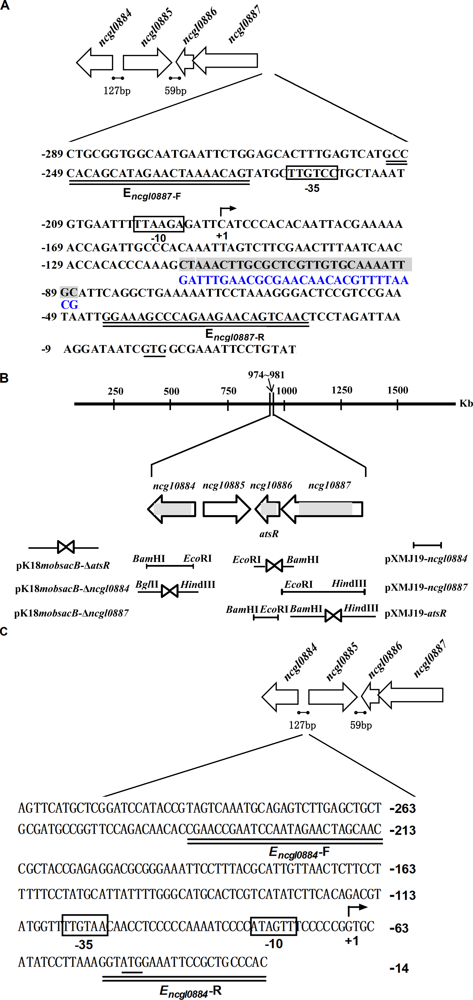 A
ncgl0884 ncgl0885 ncgl0886 ncgl0887
127bp 59bp
-289 CTGCGGTGGCAATGAATTCTGGAGCACTTTGAGTCATGCC
-249 CACAGCATAGAACTAAAACAGTATGCTTGTCCTGCTAAAT
Encgl0887-F -35
-209 GTGAATTTTTAAGAGATTCATCCCACACAATTACGAAAAA
-10 +1
-169 ACCAGATTGCCCACAAATTAGTCTTCGAACTTTAATCAAC
-129 ACCACACCCAAAGCTAAACTTGCGCTCGTTGTGCAAAATT
GATTTGAACGCGAACAACACGTTTTAA
-89 GCATTCAGGCTGAAAAATTCCTAAAGGGACTCCGTCCGAA
CG
-49 TAATTGGAAAGCCCAGAAGAACAGTCAACTCCTAGATTAA
Encgl0887-R
-9 AGGATAATCGTGGCGAAATTCCTGTAT
B
974~981
250 500 750 1000 1250 1500 Kb
ncg10884 ncg10885 ncg10886 ncg10887
atsR
pK18mobsacB-ΔatsR BamHI EcoRI EcoRI BamHI pXMJ19-ncgl0884
pK18mobsacB-Δncgl0884 BglII HindIII EcoRI HindIII pXMJ19-ncgl0887
pK18mobsacB-Δncgl0887 BamHI EcoRI BamHI HindIII pXMJ19-atsR
C
ncgl0884 ncgl0885 ncgl0886 ncgl0887
127bp 59bp
AGTTCATGCTCGGATCCATACCGTAGTCAAATGCAGAGTCTTGAGCTGCT -263
GCGATGCCGGTTCCAGACAACACCGAACCGAATCCAATAGAACTAGCAAC -213
Encgl0884-F
CGCTACCGAGAGGACGCGGGAAATTCCTTTACGCATTGTTAACTCTTCCT -163
TTTTCCTATGCATTATTTTGGGCATGCACTCGTCATATCTTCACAGACGT -113
ATGGTTTTGTAACAACCTCCCCCAAAATCCCCATAGTTTCCCCCGGTGC -63
-35 -10 +1
ATATCCTTAAAGGTATGGAAATTCCGCTGCCCAC -14
Encgl0884-R